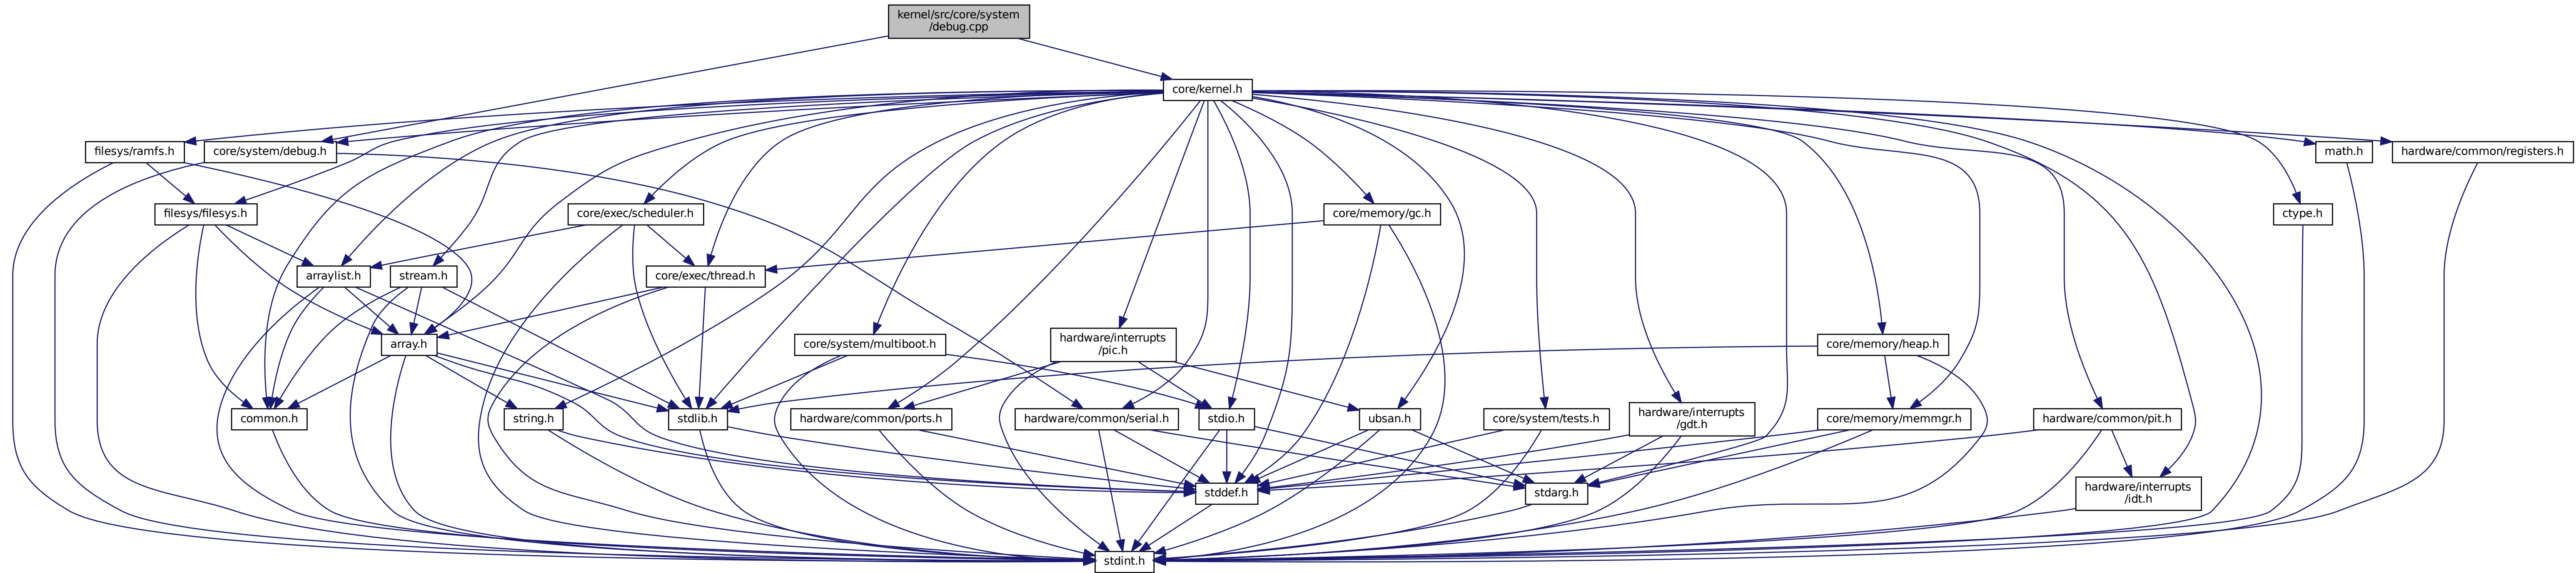 kernel/src/core/system
/debug.cpp
core/kernel.h
filesys/ramfs.h
core/system/debug.h
math.h
hardware/common/registers.h
filesys/filesys.h
core/exec/scheduler.h
core/memory/gc.h
ctype.h
arraylist.h
stream.h
core/exec/thread.h
array.h
core/system/multiboot.h
hardware/interrupts
/pic.h
core/memory/heap.h
common.h
string.h
stdlib.h
hardware/common/ports.h
hardware/common/serial.h
stdio.h
ubsan.h
core/system/tests.h
hardware/interrupts
/gdt.h
core/memory/memmgr.h
hardware/common/pit.h
stddef.h
stdarg.h
hardware/interrupts
/idt.h
stdint.h